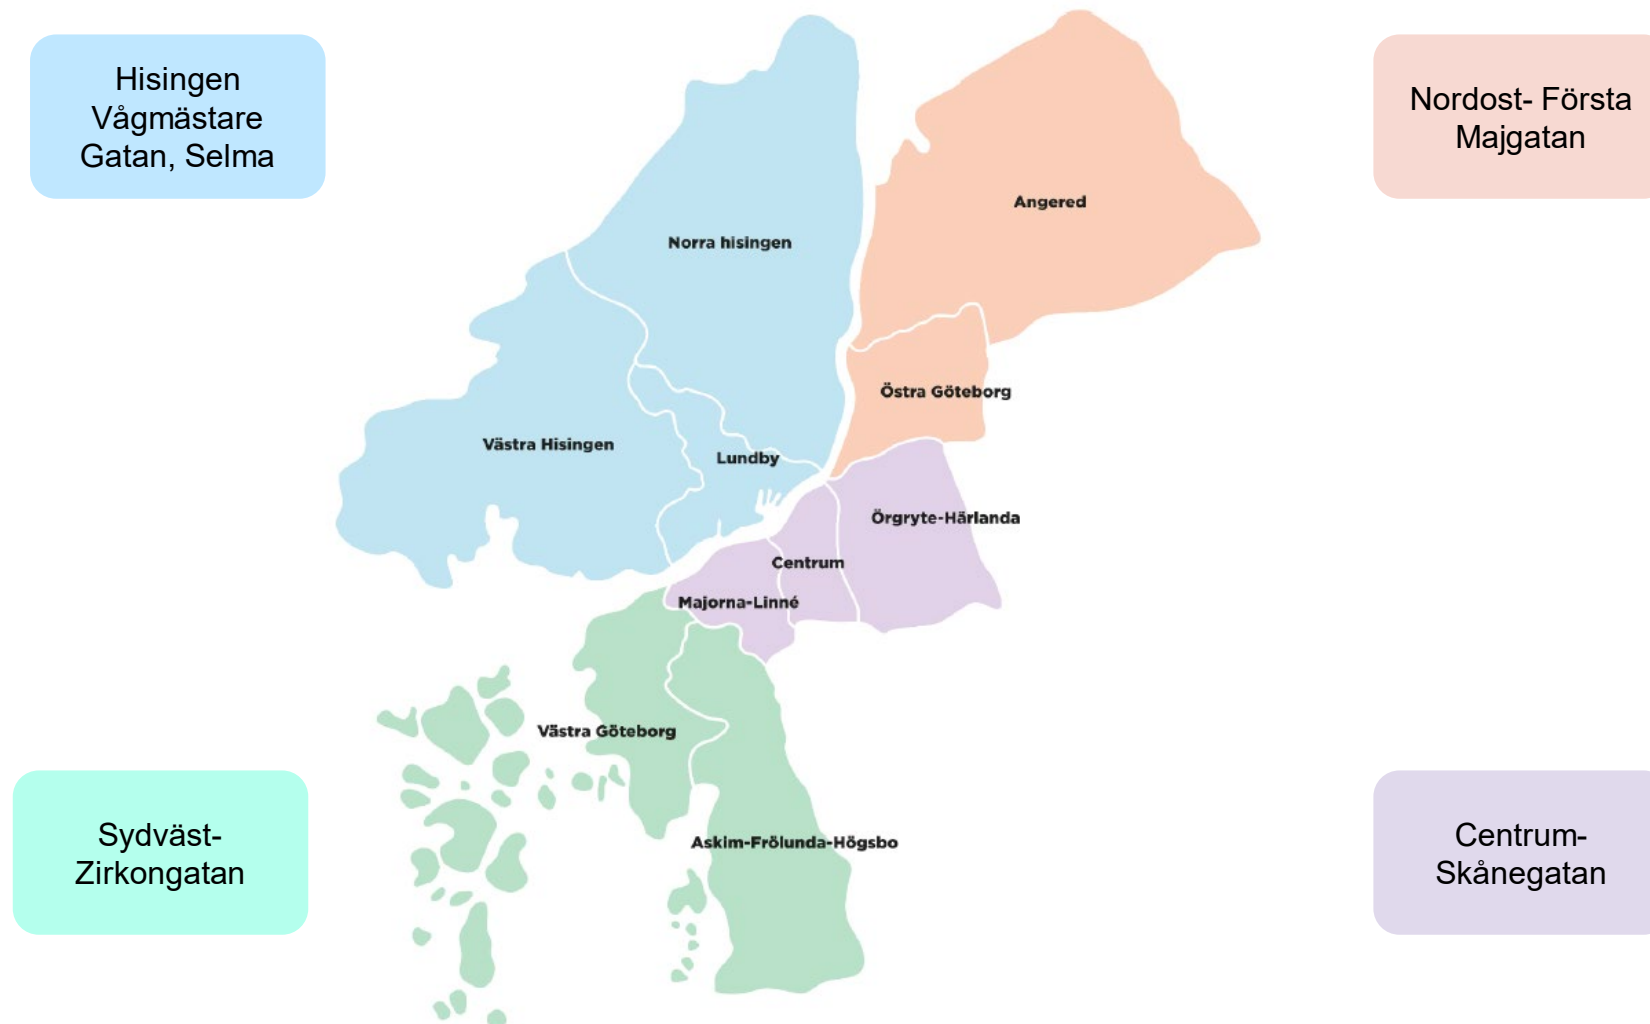 Hisingen
Vågmästare
Gatan, Selma
Nordost- Första
Majgatan
Angered
Norra hisingen
Östra Göteborg
Västra Hisingen
Lundby
Örgryte-Härlanda
Centrum
Majorna-Linné
Västra Göteborg
Askim-Frölunda-Högsbo
Sydväst-
Zirkongatan
Centrum-
Skånegatan